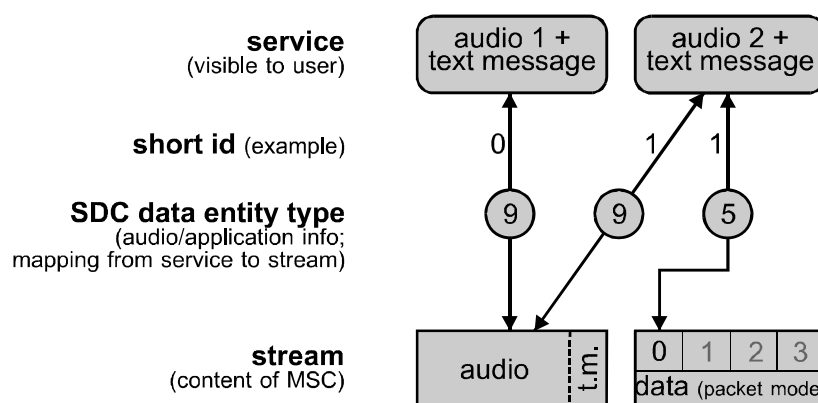 service
(visible to user)
audio 1 +
text message
audio 2 +
text message
short id (example)
0
1
1
SDC data entity type
(audio/application info;
mapping from service to stream)
9
9
5
stream
(content of MSC)
audio
t.m.
0
1
2
3
data (packet mode